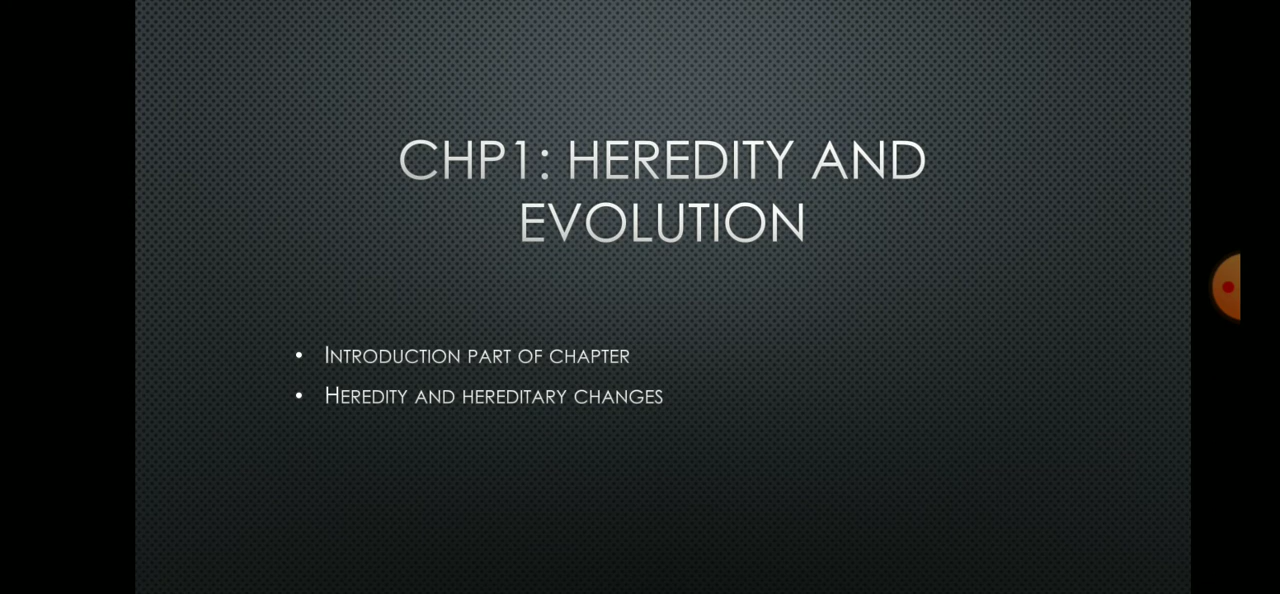 CHP1: HEREDITY AND
EVOLUTION
• INTRODUCTION PART OF CHAPTER
• HEREDITY AND HEREDITARY CHANGES